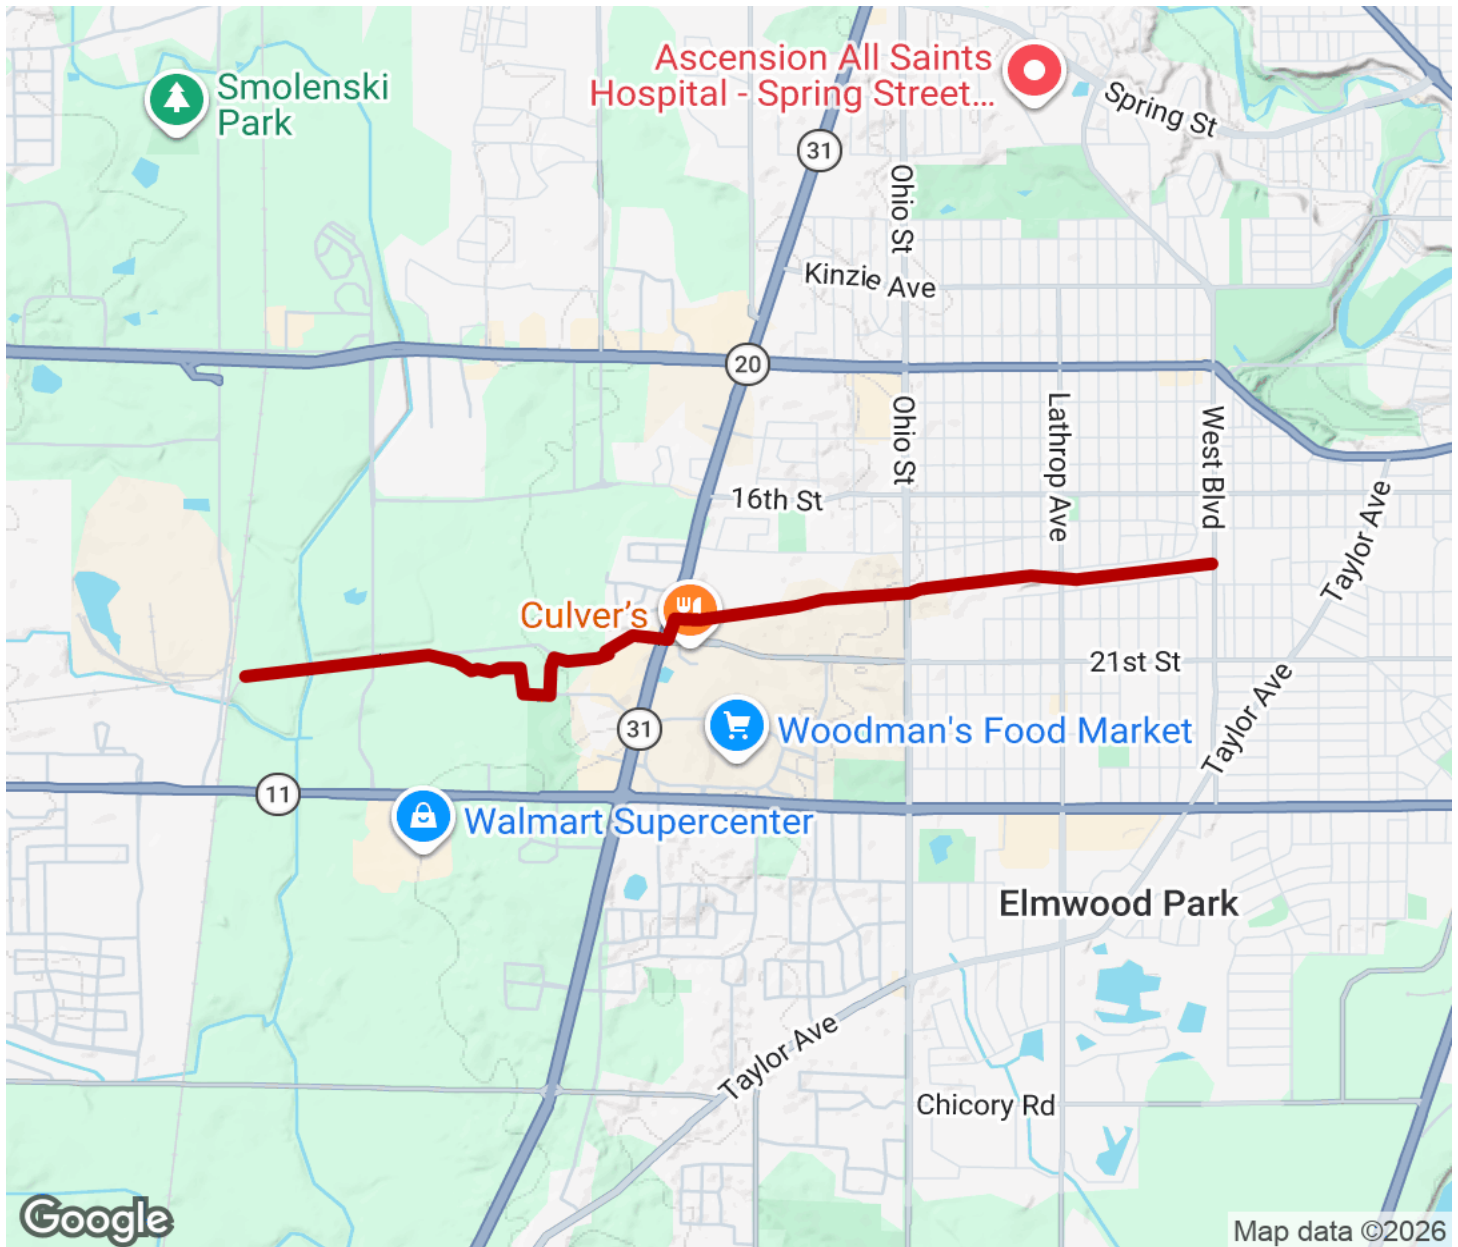 Ascension All Saints
Hospital - Spring Street...
Smolenski
Park
Spring St
31
Ohio St
Kinzie Ave
20
Ohio St
Lathrop Ave
West Blvd
16th St
Taylor Ave
Culver's
21st St
Taylor Ave
31
Woodman's Food Market
11
Walmart Supercenter
Elmwood Park
Taylor Ave
Chicory Rd
Google
Map data ©2026